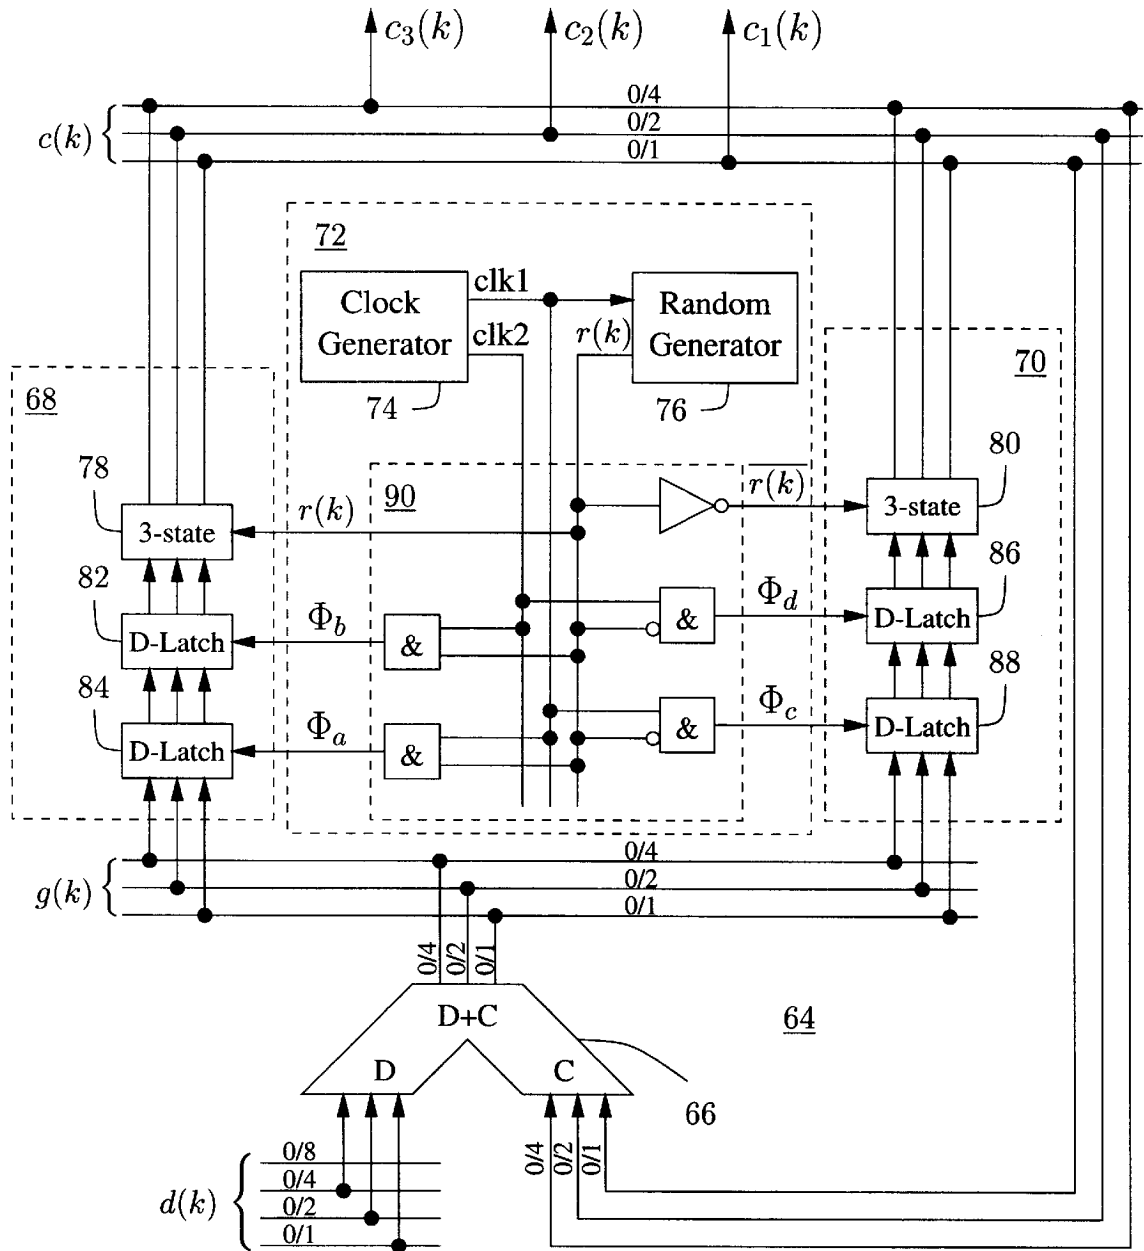 c₃(k) c₂(k) c₁(k)
0/4
c(k) 0/2
0/1
72
clk1
Clock Generator
Random Generator
clk2 r(k)
70
68
74 76
80
78
90
r(k)
r(k)
3-state
3-state
82
86
Φb
Φd
D-Latch
&
&
D-Latch
84
88
Φa
Φc
D-Latch
&
&
D-Latch
0/4
g(k) 0/2
0/1
0/4 0/2 0/1
D+C
64
D C
66
0/4 0/2 0/1
0/8
0/4
d(k)
0/2
0/1